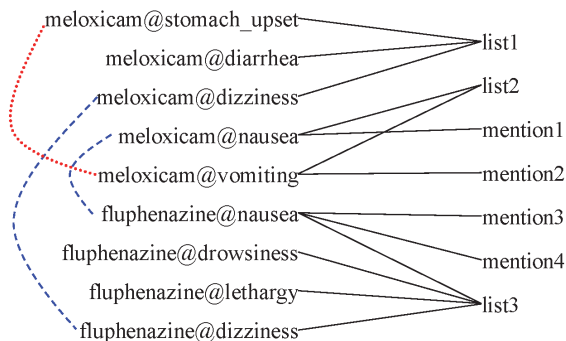 meloxicam@stomach_upset
list1
meloxicam@diarrhea
list2
meloxicam@dizziness
meloxicam@nausea
mention1
meloxicam@vomiting
mention2
fluphenazine@nausea
mention3
fluphenazine@drowsiness
mention4
fluphenazine@lethargy
list3
fluphenazine@dizziness